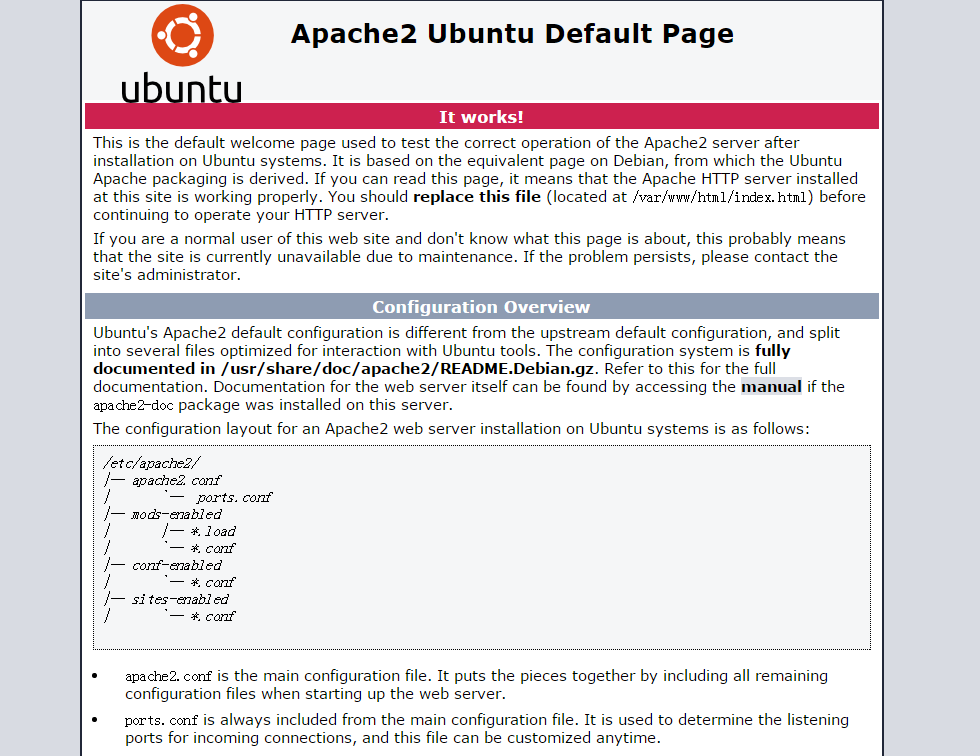 Apache2 Ubuntu Default Page
ubuntu
It works!
This is the default welcome page used to test the correct operation of the Apache2 server after
installation on Ubuntu systems. It is based on the equivalent page on Debian, from which the Ubuntu
Apache packaging is derived. If you can read this page, it means that the Apache HTTP server installed
at this site is working properly. You should replace this file (located at /var/www/html/index.html) before
continuing to operate your HTTP server.
If you are a normal user of this web site and don't know what this page is about, this probably means
that the site is currently unavailable due to maintenance. If the problem persists, please contact the
site's administrator.
Configuration Overview
Ubuntu's Apache2 default configuration is different from the upstream default configuration, and split
into several files optimized for interaction with Ubuntu tools. The configuration system is fully
documented in /usr/share/doc/apache2/README.Debian.gz. Refer to this for the full
documentation. Documentation for the web server itself can be found by accessing the manual if the
apache2-doc package was installed on this server.
The configuration layout for an Apache2 web server installation on Ubuntu systems is as follows:
/etc/apache2/
|-- apache2.conf
|       `--  ports.conf
|-- mods-enabled
|       |-- *.load
|       `-- *.conf
|-- conf-enabled
|       `-- *.conf
|-- sites-enabled
|       `-- *.conf
• apache2.conf is the main configuration file. It puts the pieces together by including all remaining
configuration files when starting up the web server.
• ports.conf is always included from the main configuration file. It is used to determine the listening
ports for incoming connections, and this file can be customized anytime.